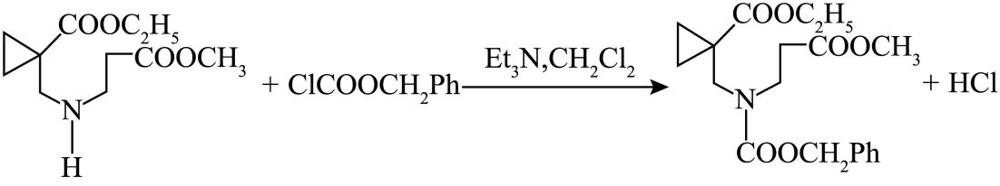 COOC₂H₅
COOCH₃
N
H
+ ClCOOCH₂Ph
Et₃N,CH₂Cl₂
COOC₂H₅
COOCH₃
N
COOCH₂Ph
+ HCl